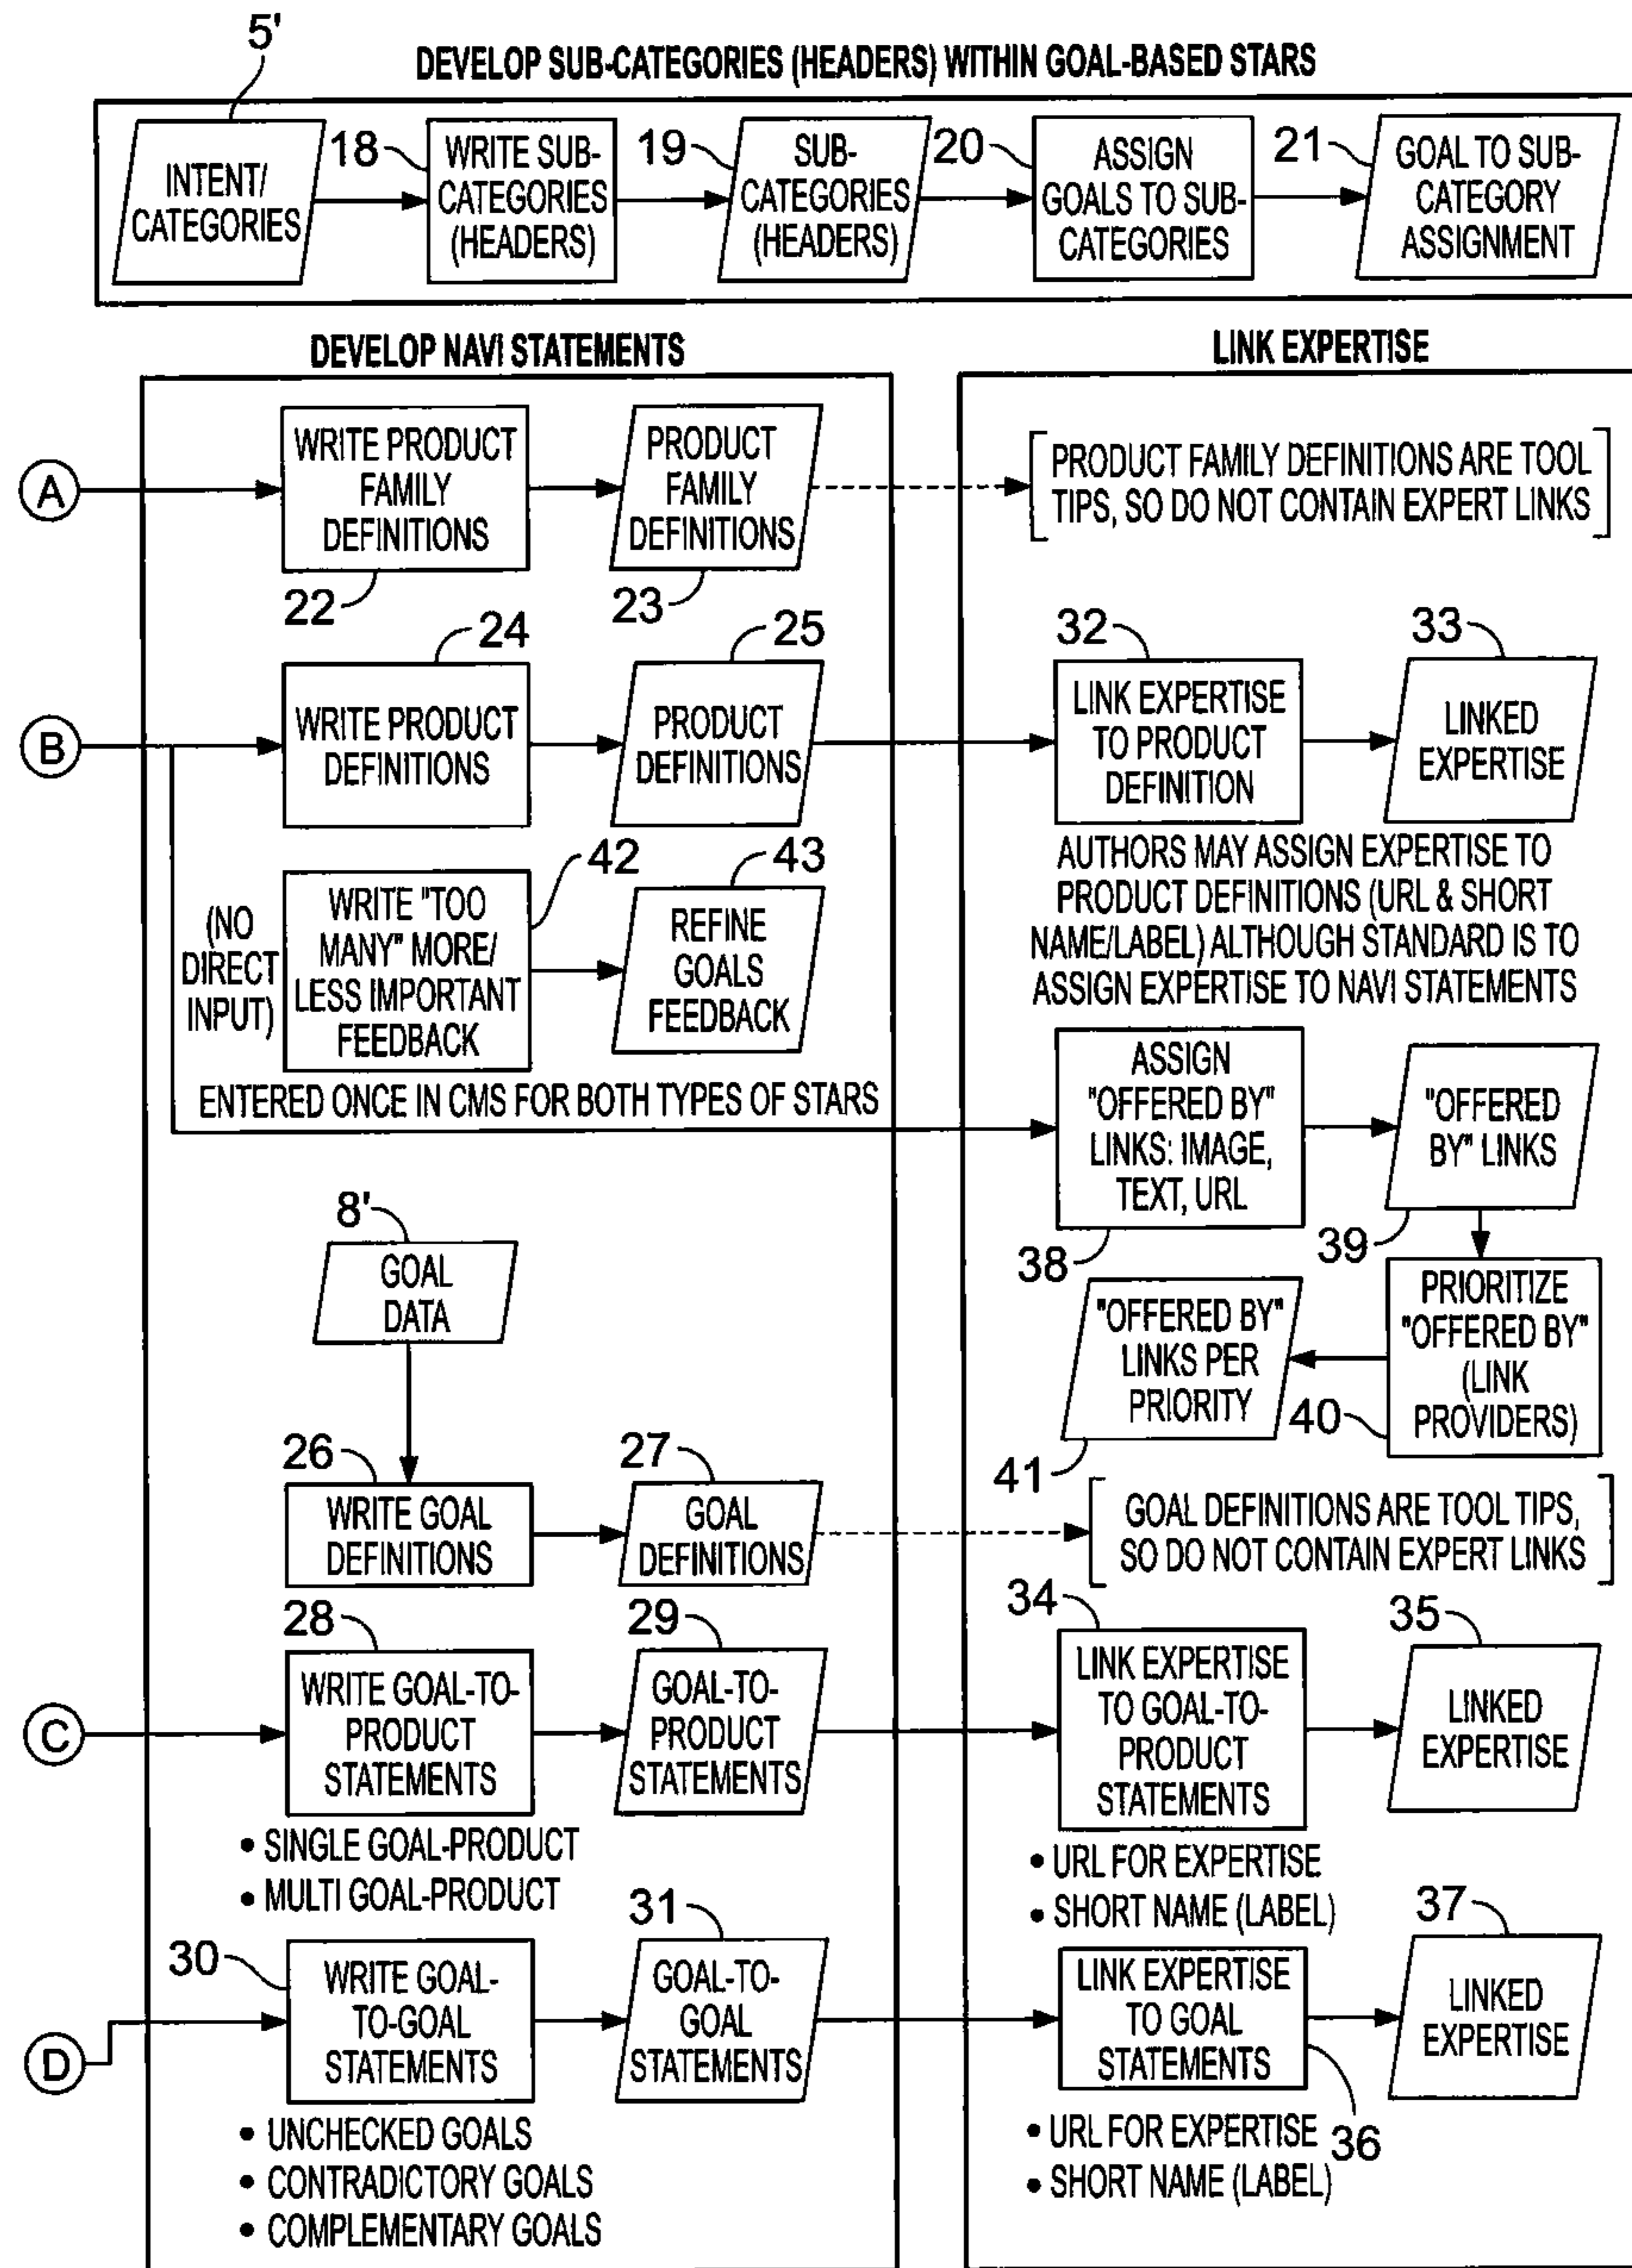 5'
DEVELOP SUB-CATEGORIES (HEADERS) WITHIN GOAL-BASED STARS
INTENT/
CATEGORIES
18
WRITE SUB-
CATEGORIES
(HEADERS)
19
SUB-
CATEGORIES
(HEADERS)
20
ASSIGN
GOALS TO SUB-
CATEGORIES
21
GOAL TO SUB-
CATEGORY
ASSIGNMENT
DEVELOP NAVI STATEMENTS
LINK EXPERTISE
A
WRITE PRODUCT
FAMILY
DEFINITIONS
22
PRODUCT
FAMILY
DEFINITIONS
23
PRODUCT FAMILY DEFINITIONS ARE TOOL
TIPS, SO DO NOT CONTAIN EXPERT LINKS
B
24
WRITE PRODUCT
DEFINITIONS
25
PRODUCT
DEFINITIONS
32
LINK EXPERTISE
TO PRODUCT
DEFINITION
33
LINKED
EXPERTISE
AUTHORS MAY ASSIGN EXPERTISE TO
PRODUCT DEFINITIONS (URL & SHORT
NAME/LABEL) ALTHOUGH STANDARD IS TO
ASSIGN EXPERTISE TO NAVI STATEMENTS
(NO
DIRECT
INPUT)
42
WRITE "TOO
MANY" MORE/
LESS IMPORTANT
FEEDBACK
43
REFINE
GOALS
FEEDBACK
ENTERED ONCE IN CMS FOR BOTH TYPES OF STARS
ASSIGN
"OFFERED BY"
LINKS: IMAGE,
TEXT, URL
38
"OFFERED
BY" LINKS
39
PRIORITIZE
"OFFERED BY"
(LINK
PROVIDERS)
40
"OFFERED BY"
LINKS PER
PRIORITY
41
8'
GOAL
DATA
26
WRITE GOAL
DEFINITIONS
27
GOAL
DEFINITIONS
GOAL DEFINITIONS ARE TOOL TIPS,
SO DO NOT CONTAIN EXPERT LINKS
C
28
WRITE GOAL-TO-
PRODUCT
STATEMENTS
• SINGLE GOAL-PRODUCT
• MULTI GOAL-PRODUCT
29
GOAL-TO-
PRODUCT
STATEMENTS
34
LINK EXPERTISE
TO GOAL-TO-
PRODUCT
STATEMENTS
• URL FOR EXPERTISE
• SHORT NAME (LABEL)
35
LINKED
EXPERTISE
D
30
WRITE GOAL-
TO-GOAL
STATEMENTS
• UNCHECKED GOALS
• CONTRADICTORY GOALS
• COMPLEMENTARY GOALS
31
GOAL-TO-
GOAL
STATEMENTS
LINK EXPERTISE
TO GOAL
STATEMENTS
36
• URL FOR EXPERTISE
• SHORT NAME (LABEL)
37
LINKED
EXPERTISE